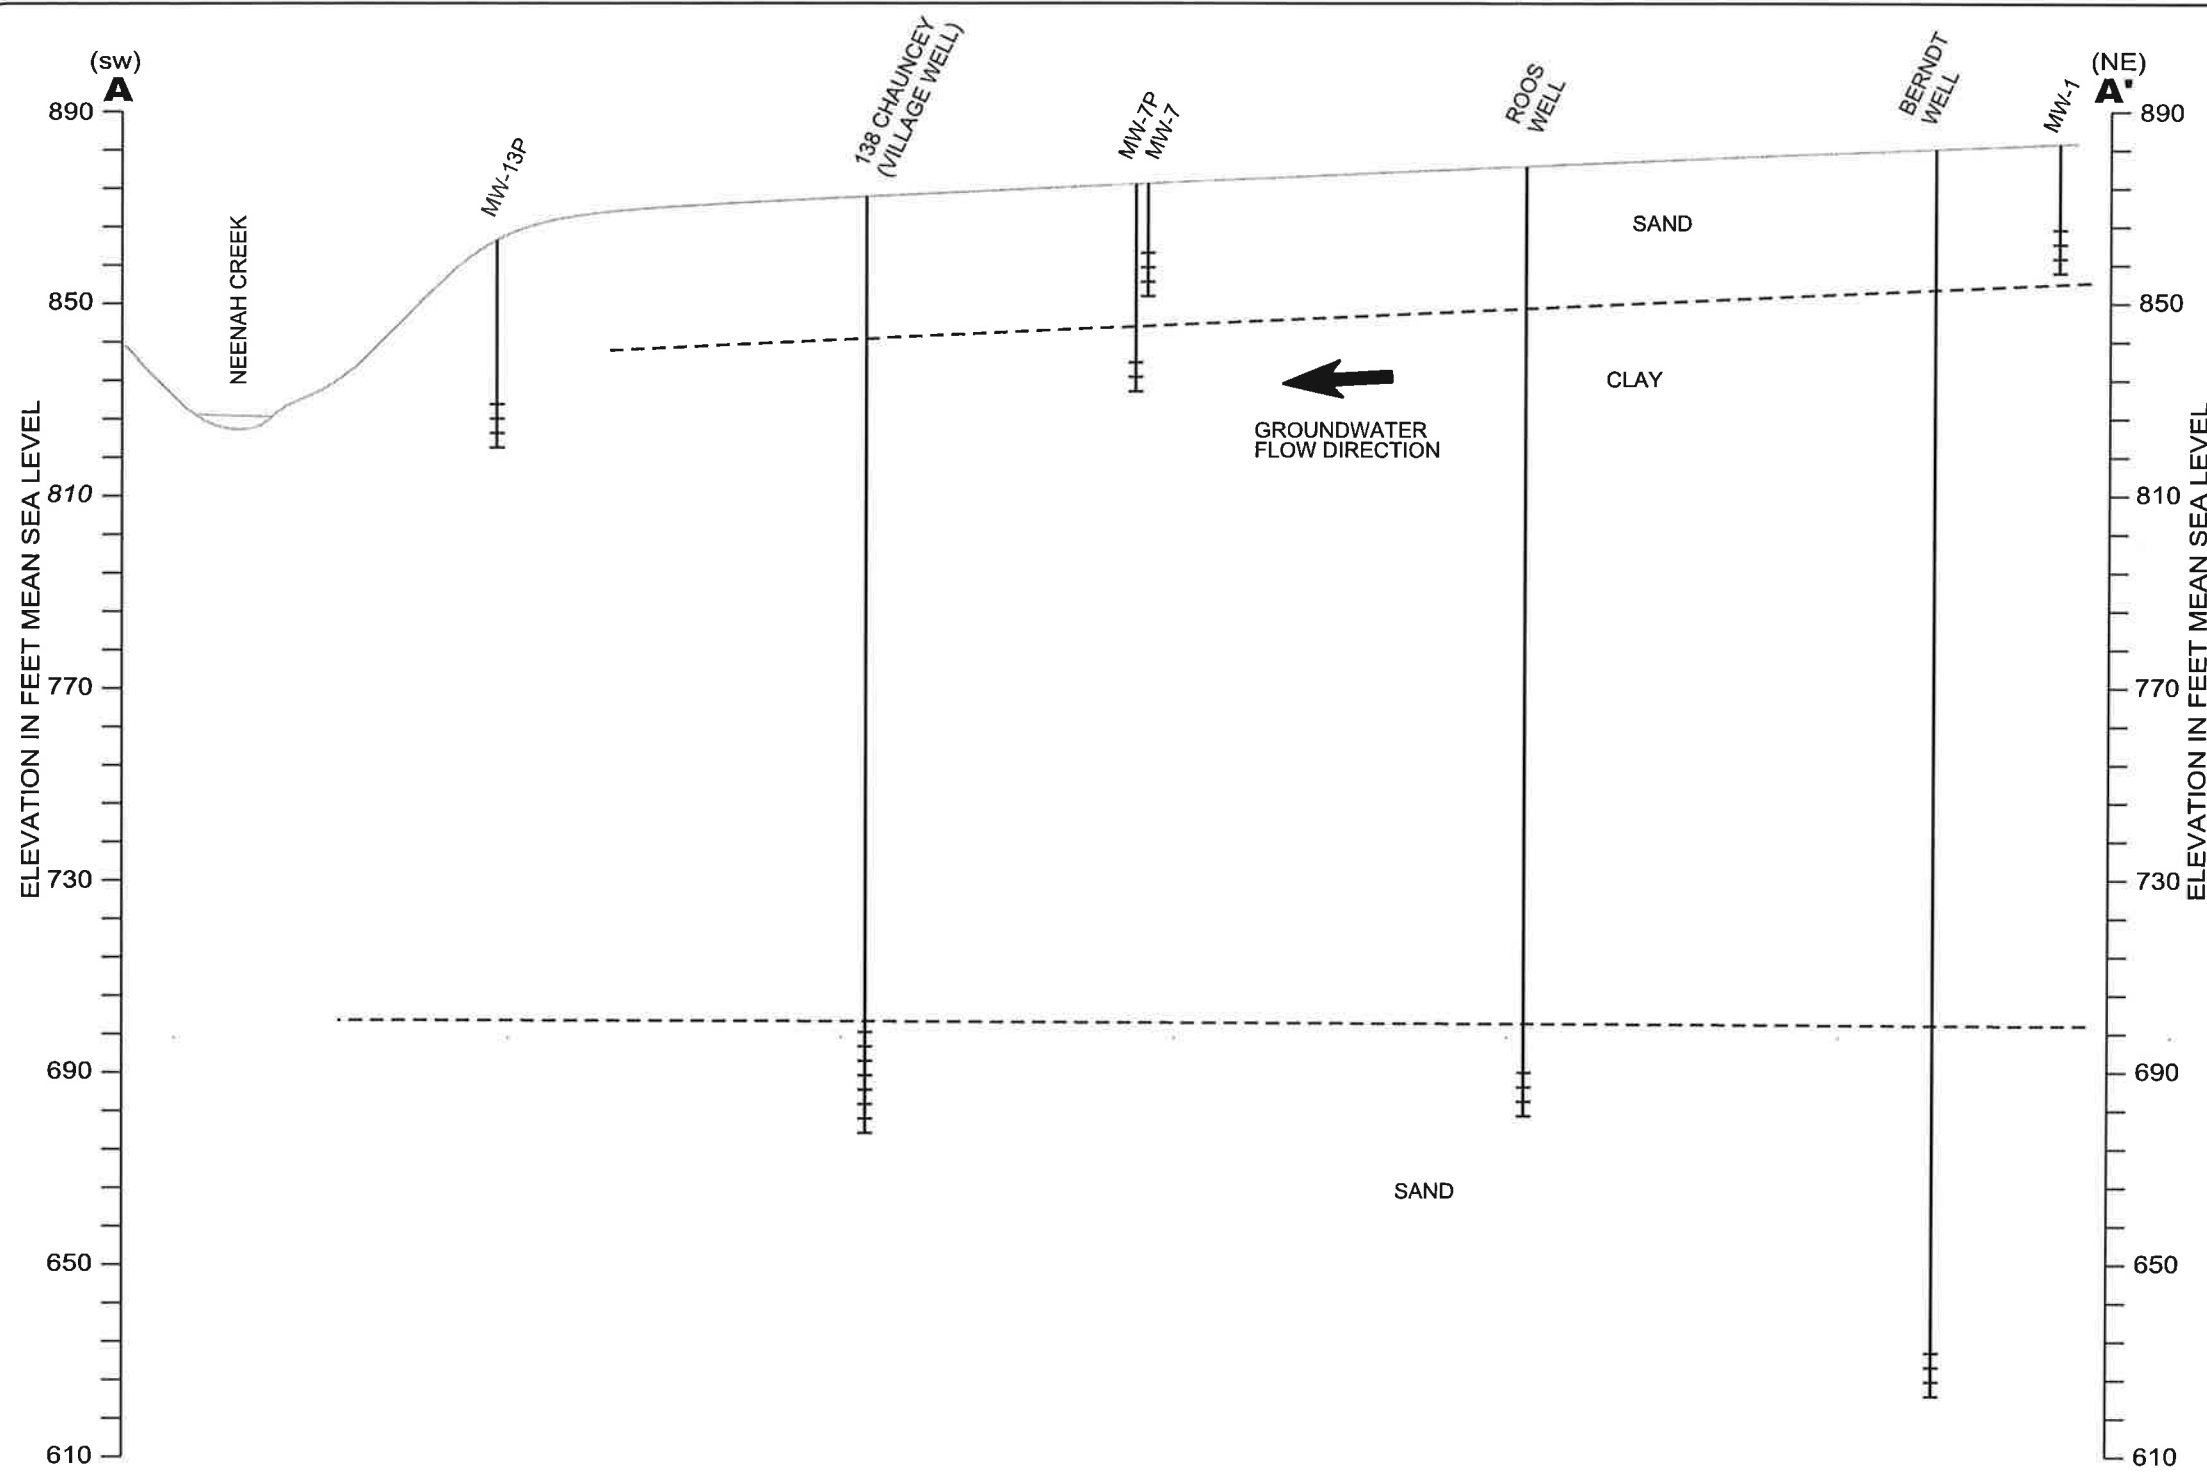 (sw)
A
(NE)
A'
138 CHAUNCEY
(VILLAGE WELL)
MW-13P
MW-7P
MW-7
ROOS
WELL
BERNDT
WELL
MW-1
NEENAH CREEK
SAND
CLAY
GROUNDWATER
FLOW DIRECTION
SAND
ELEVATION IN FEET MEAN SEA LEVEL
890
850
810
770
730
690
650
610
890
850
810
770
730
690
650
610
ELEVATION IN FEET MEAN SEA LEVEL